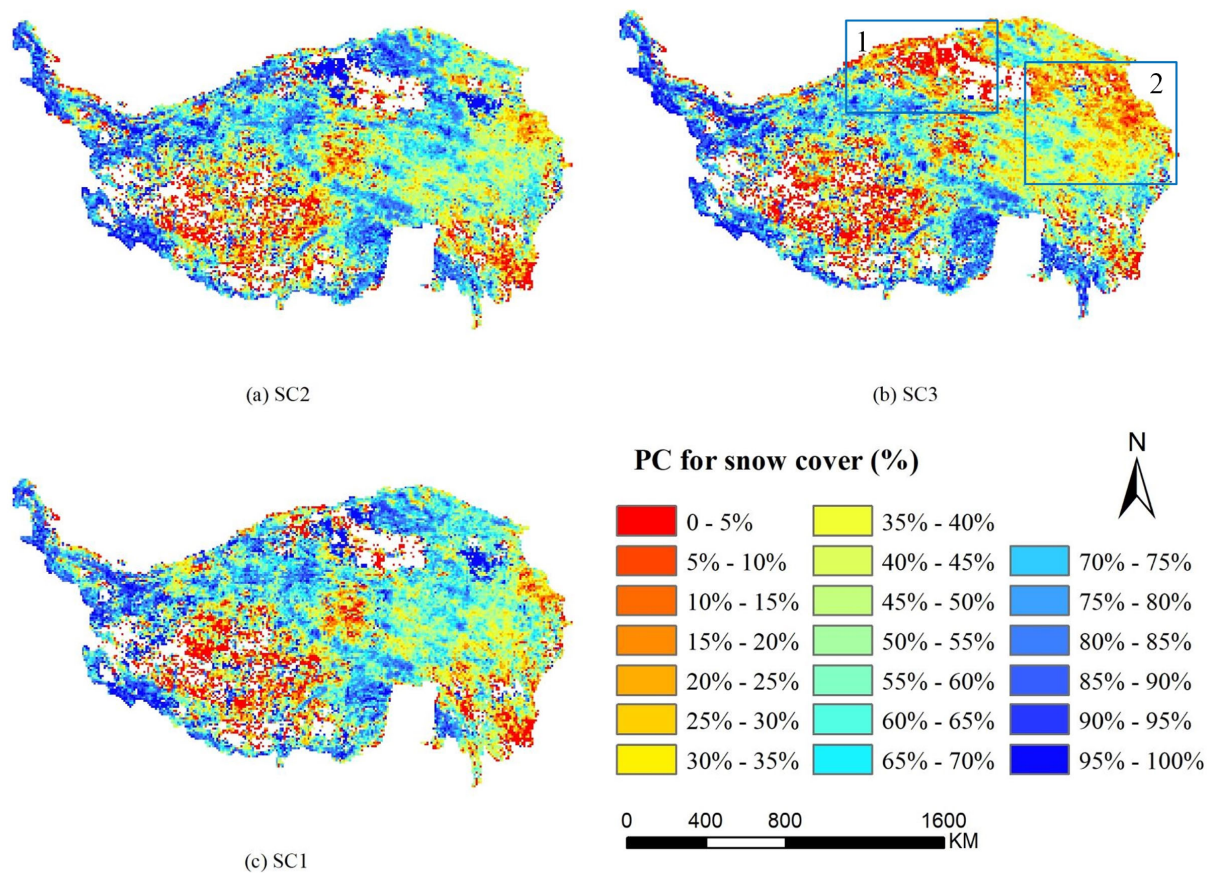 1
2
(a) SC2
(b) SC3
PC for snow cover (%)
N
0 - 5%
5% - 10%
10% - 15%
15% - 20%
20% - 25%
25% - 30%
30% - 35%
35% - 40%
40% - 45%
45% - 50%
50% - 55%
55% - 60%
60% - 65%
65% - 70%
70% - 75%
75% - 80%
80% - 85%
85% - 90%
90% - 95%
95% - 100%
0 400 800 1600
KM
(c) SC1